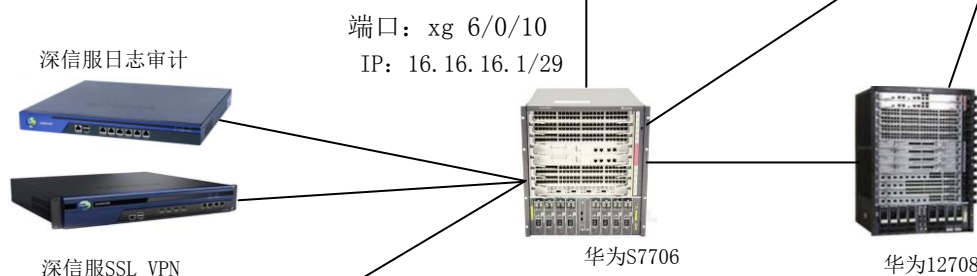 端口：xg 6/0/10
IP：16.16.16.1/29
深信服日志审计
深信服SSL VPN
华为S7706
华为12708